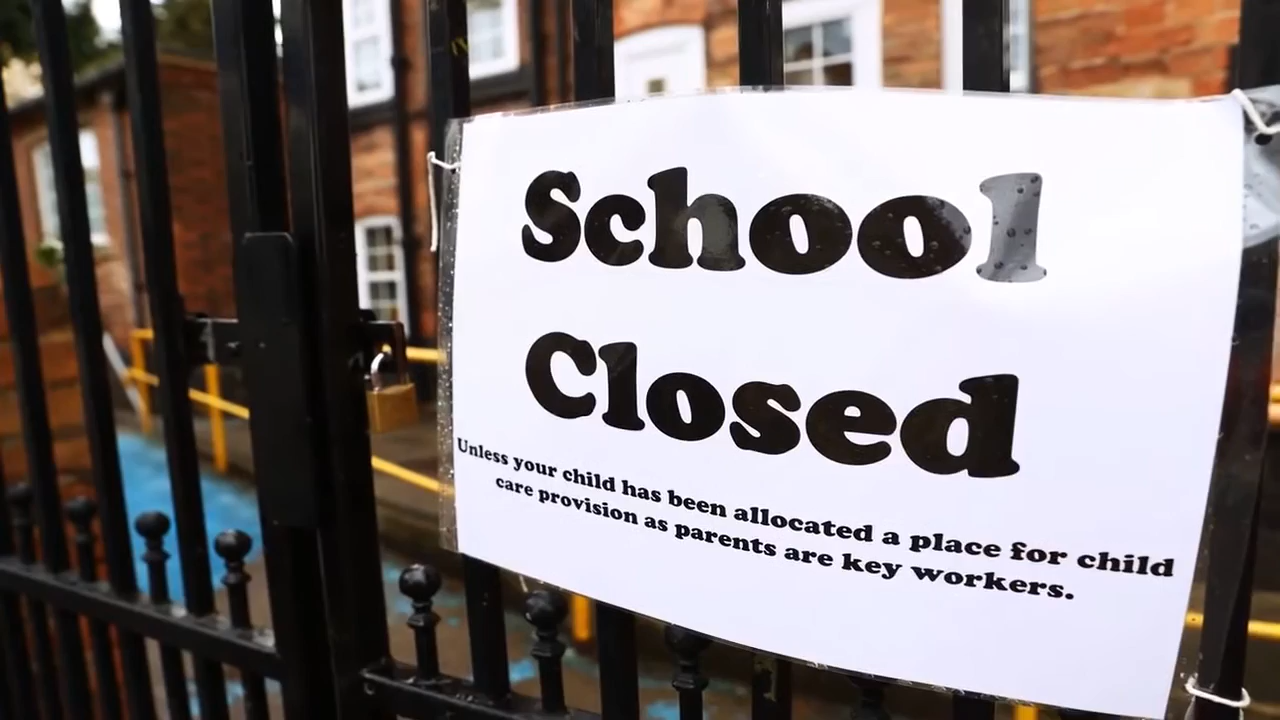 School
Closed
Unless your child has been allocated a place for child
care provision as parents are key workers.